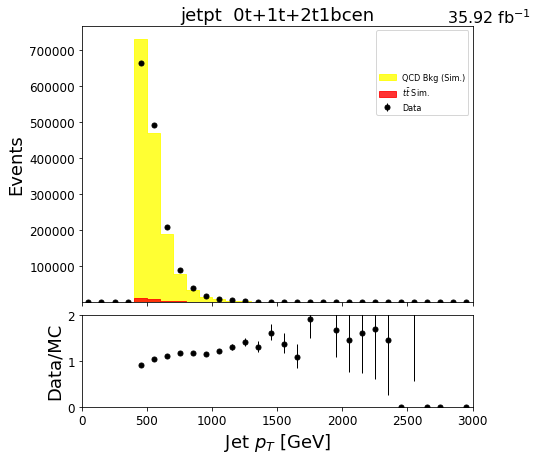 jetpt  0t+1t+2t1bcen
35.92 fb⁻¹
Events
700000
600000
500000
400000
300000
200000
100000
QCD Bkg (Sim.)
tt̄ Sim.
Data
Data/MC
2
1
0
0 500 1000 1500 2000 2500 3000
Jet p_T [GeV]